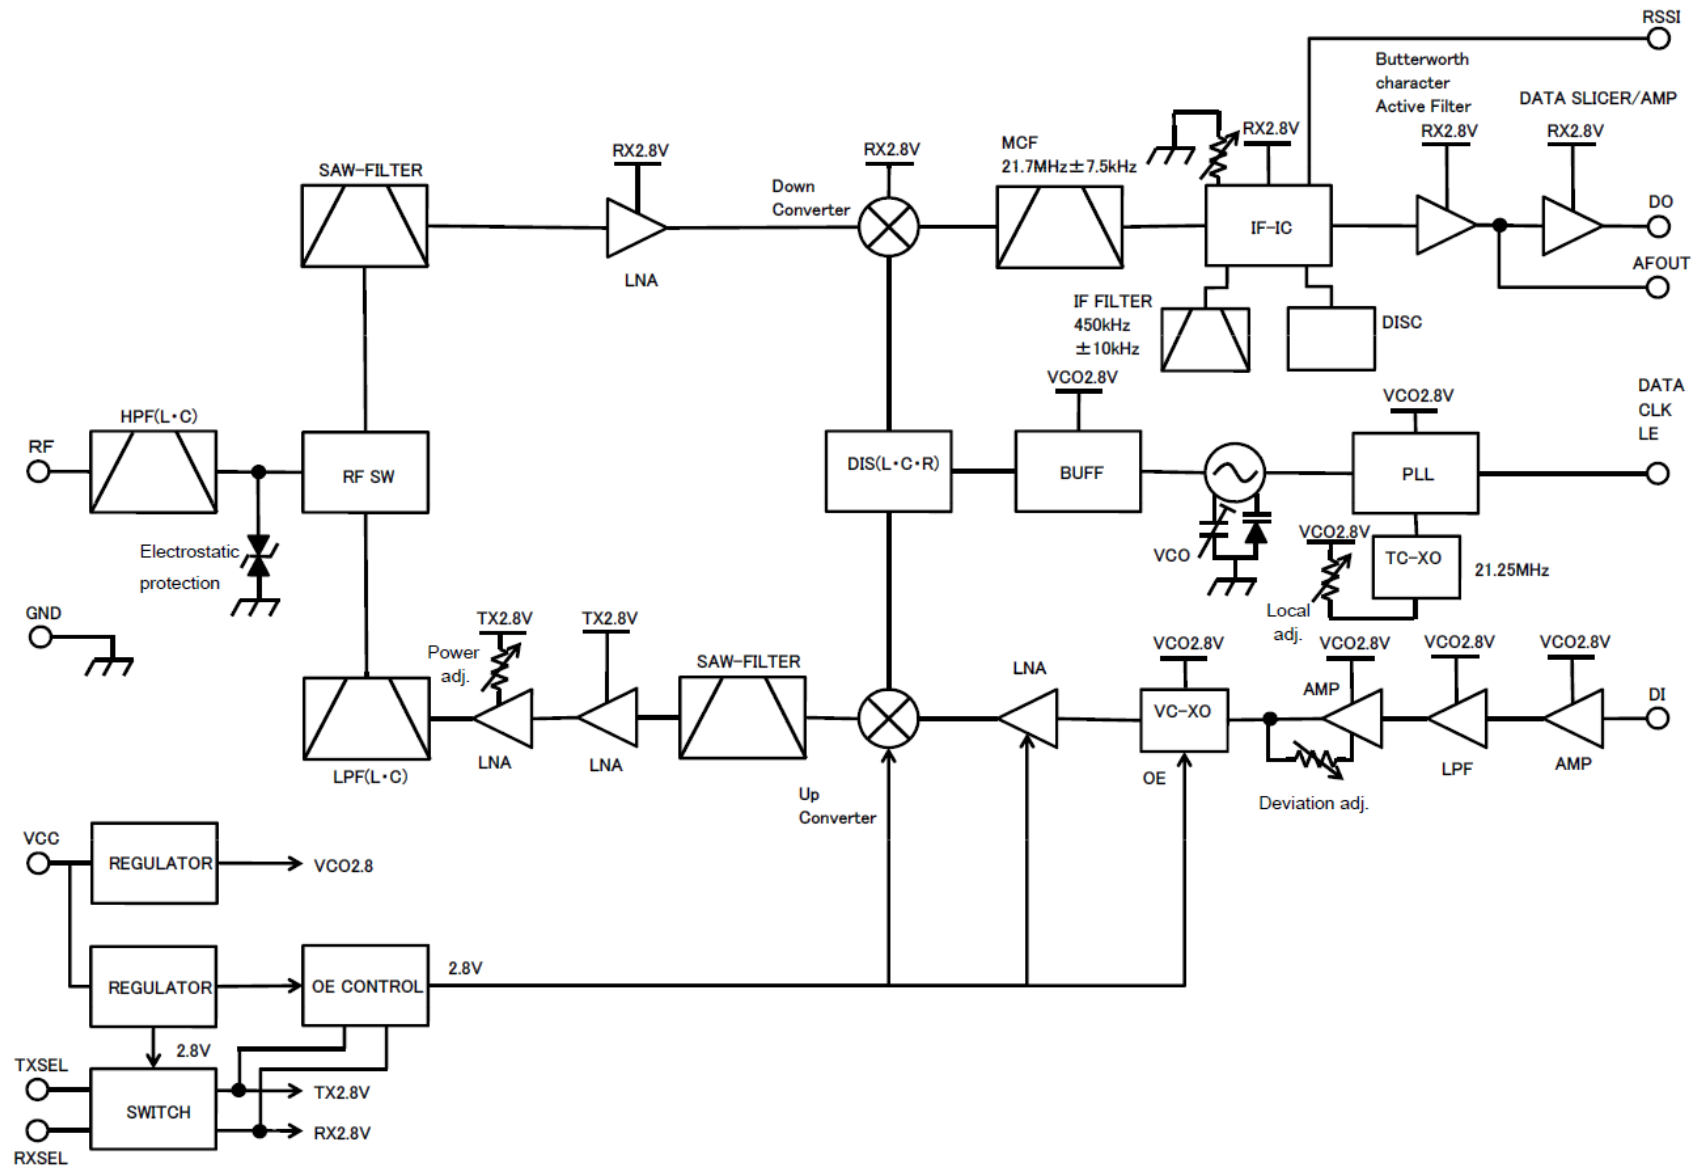 RSSI
Butterworth
character
Active Filter
DATA SLICER/AMP
RX2.8V
RX2.8V
RX2.8V
MCF
21.7MHz±7.5kHz
RX2.8V
RX2.8V
SAW-FILTER
Down
Converter
DO
IF-IC
AFOUT
LNA
IF FILTER
450kHz
±10kHz
DISC
VCO2.8V
VCO2.8V
DATA
CLK
LE
HPF(L・C)
RF
RF SW
DIS(L・C・R)
BUFF
PLL
Electrostatic
protection
VCO
VCO2.8V
TC-XO
21.25MHz
Local
adj.
GND
TX2.8V
TX2.8V
Power
adj.
SAW-FILTER
LNA
VCO2.8V
VCO2.8V
VCO2.8V
VCO2.8V
AMP
DI
VC-XO
LNA
LNA
LPF(L・C)
OE
LPF
AMP
Deviation adj.
Up
Converter
VCC
REGULATOR
VCO2.8
REGULATOR
OE CONTROL
2.8V
2.8V
TXSEL
SWITCH
TX2.8V
RX2.8V
RXSEL